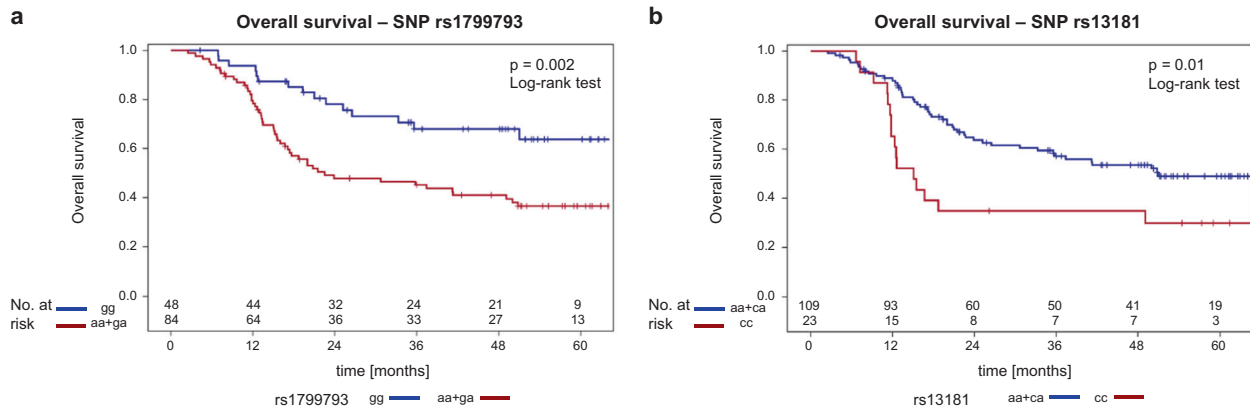 a
Overall survival – SNP rs1799793
1.0
0.8
0.6
0.4
0.2
0.0
Overall survival
p = 0.002
Log-rank test
No. at risk
gg 48 44 32 24 21 9
aa+ga 84 64 36 33 27 13
0 12 24 36 48 60
time [months]
rs1799793 gg aa+ga
b
Overall survival – SNP rs13181
1.0
0.8
0.6
0.4
0.2
0.0
Overall survival
p = 0.01
Log-rank test
No. at risk
aa+ca 109 93 60 50 41 19
cc 23 15 8 7 7 3
0 12 24 36 48 60
time [months]
rs13181 aa+ca cc